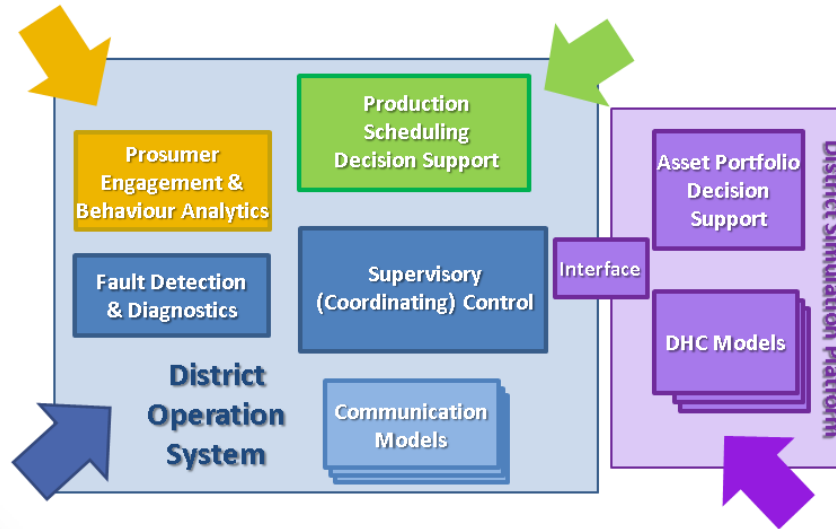 Production
Scheduling
Decision Support
Prosumer
Engagement &
Behaviour Analytics
Fault Detection
& Diagnostics
Supervisory
(Coordinating) Control
District
Operation
System
Communication
Models
Interface
Asset Portfolio
Decision
Support
DHC Models
District Simulation Platform